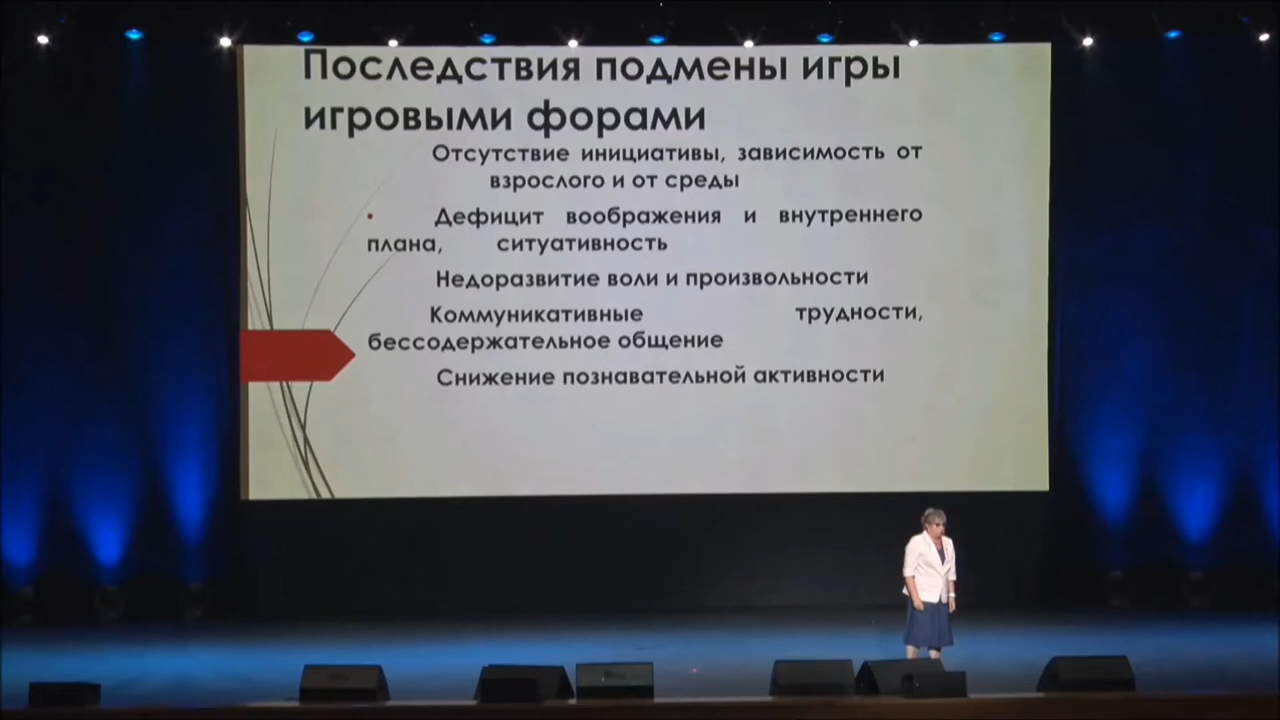 Последствия подмены игры
игровыми форами
Отсутствие инициативы, зависимость от
взрослого и от среды
• Дефицит воображения и внутреннего
плана, ситуативность
Недоразвитие воли и произвольности
Коммуникативные трудности,
бессодержательное общение
Снижение познавательной активности